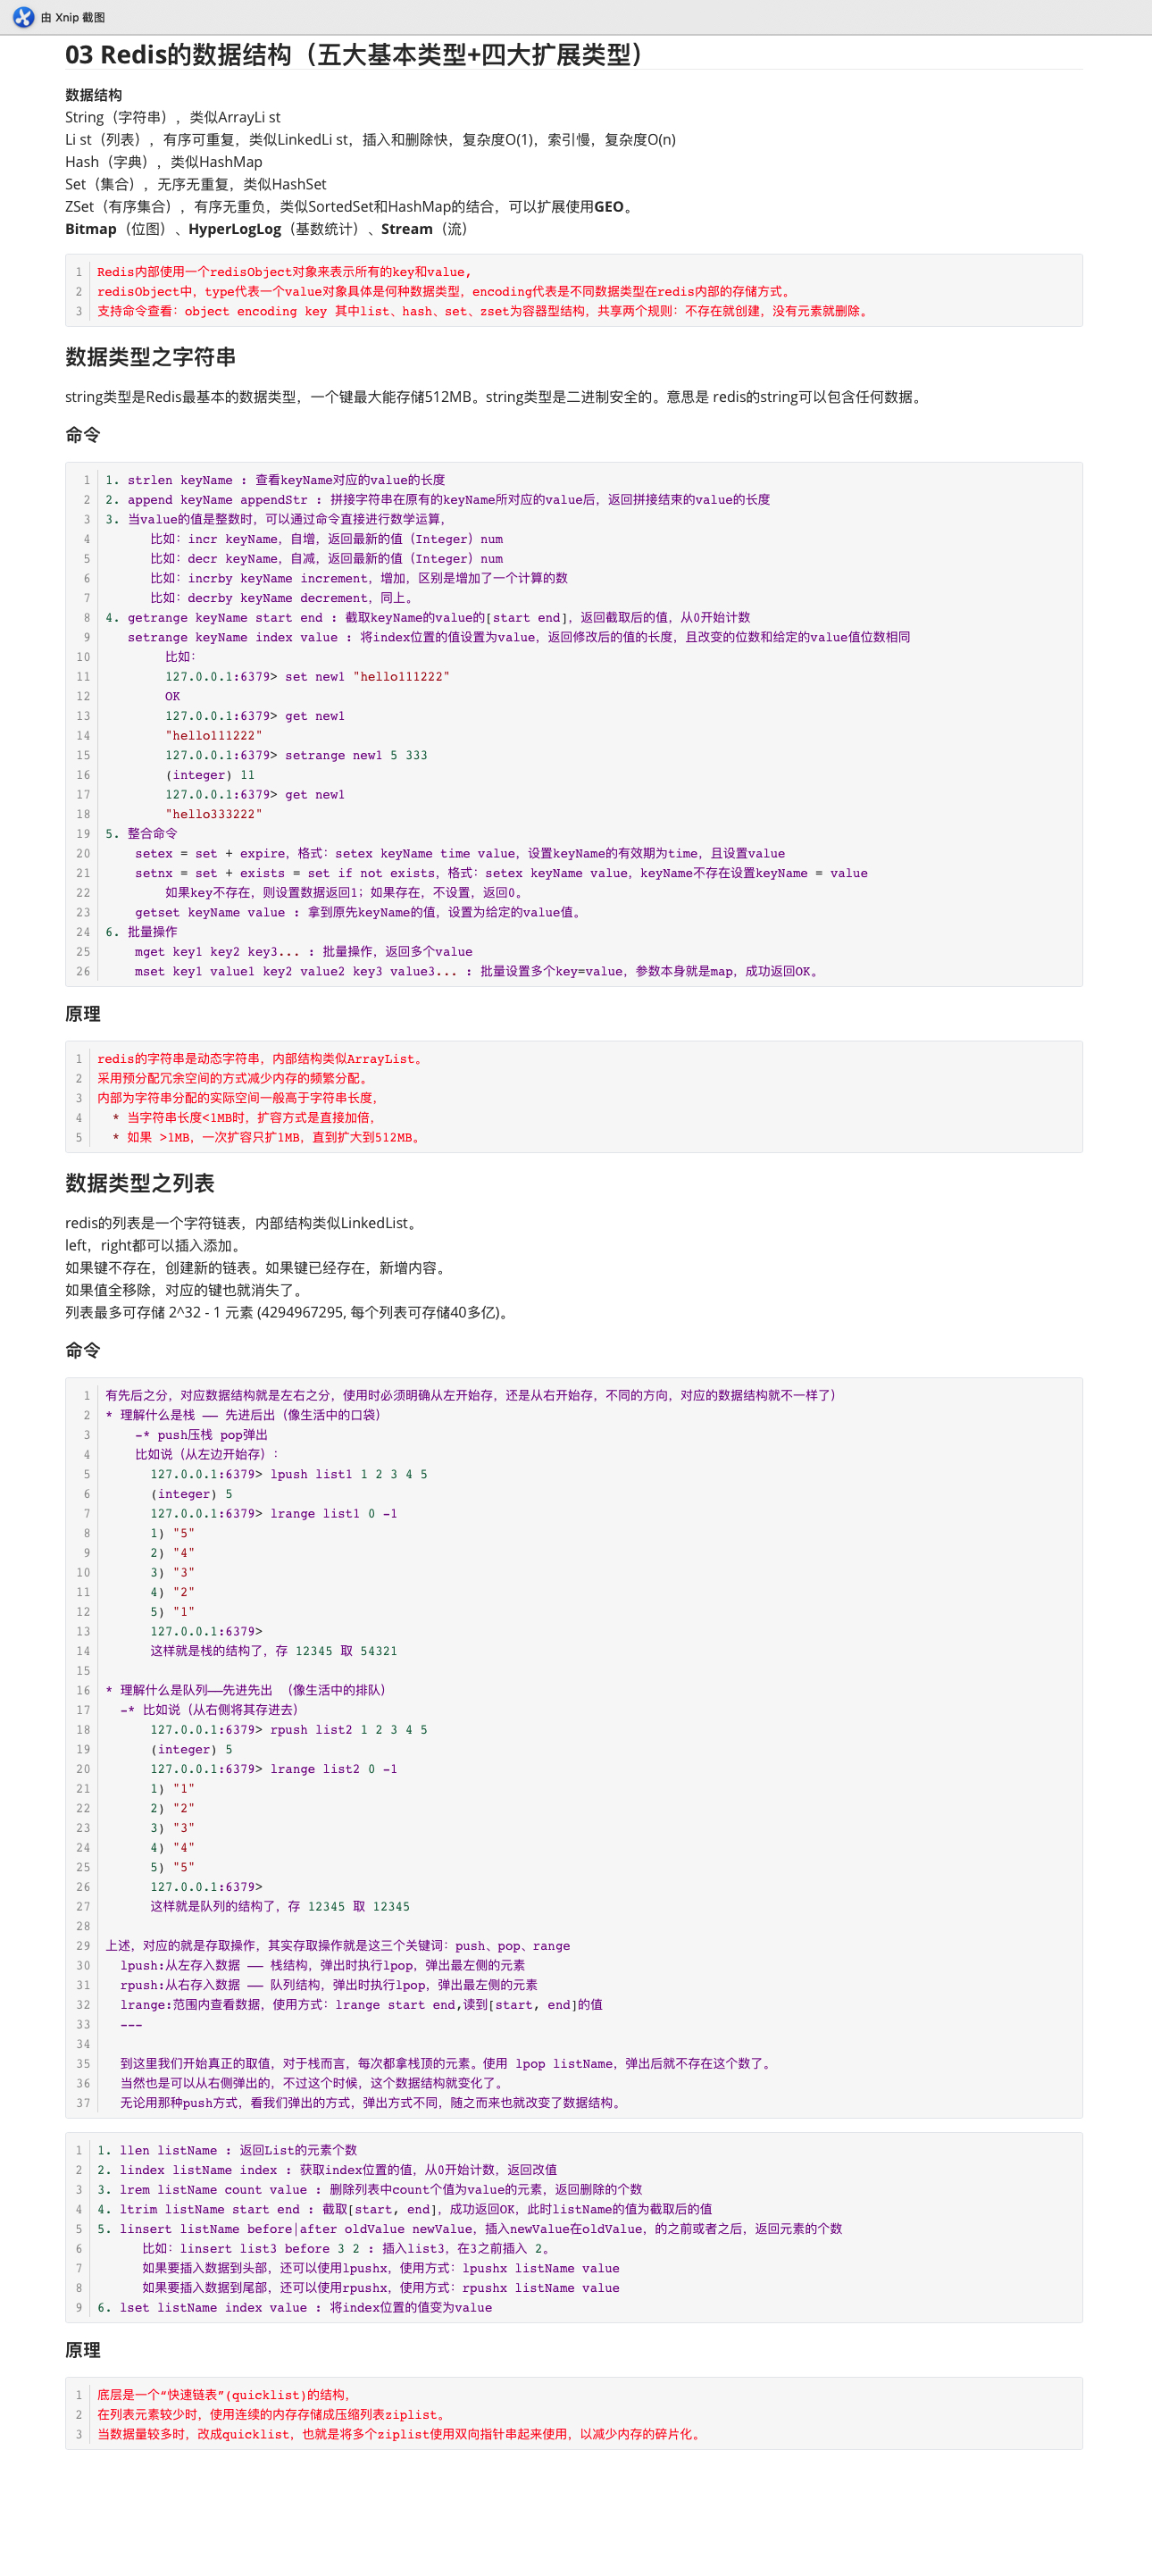 由 Xnip 截图
03 Redis的数据结构（五大基本类型+四大扩展类型）
数据结构
String（字符串），类似ArrayLi st
Li st（列表），有序可重复，类似LinkedLi st，插入和删除快，复杂度O(1)，索引慢，复杂度O(n)
Hash（字典），类似HashMap
Set（集合），无序无重复，类似HashSet
ZSet（有序集合），有序无重负，类似SortedSet和HashMap的结合，可以扩展使用GEO。
Bitmap（位图）、HyperLogLog（基数统计）、Stream（流）
1 Redis内部使用一个redisObject对象来表示所有的key和value,
2 redisObject中，type代表一个value对象具体是何种数据类型，encoding代表是不同数据类型在redis内部的存储方式。
3 支持命令查看：object encoding key 其中list、hash、set、zset为容器型结构，共享两个规则：不存在就创建，没有元素就删除。
数据类型之字符串
string类型是Redis最基本的数据类型，一个键最大能存储512MB。string类型是二进制安全的。意思是 redis的string可以包含任何数据。
命令
1 1. strlen keyName : 查看keyName对应的value的长度
2 2. append keyName appendStr : 拼接字符串在原有的keyName所对应的value后，返回拼接结束的value的长度
3 3. 当value的值是整数时，可以通过命令直接进行数学运算，
4 比如：incr keyName，自增，返回最新的值（Integer）num
5 比如：decr keyName，自减，返回最新的值（Integer）num
6 比如：incrby keyName increment，增加，区别是增加了一个计算的数
7 比如：decrby keyName decrement，同上。
8 4. getrange keyName start end : 截取keyName的value的[start end]，返回截取后的值，从0开始计数
9 setrange keyName index value : 将index位置的值设置为value，返回修改后的值的长度，且改变的位数和给定的value值位数相同
10 比如：
11 127.0.0.1:6379> set new1 "hello111222"
12 OK
13 127.0.0.1:6379> get new1
14 "hello111222"
15 127.0.0.1:6379> setrange new1 5 333
16 (integer) 11
17 127.0.0.1:6379> get new1
18 "hello333222"
19 5. 整合命令
20 setex = set + expire，格式：setex keyName time value，设置keyName的有效期为time，且设置value
21 setnx = set + exists = set if not exists，格式：setex keyName value，keyName不存在设置keyName = value
22 如果key不存在，则设置数据返回1；如果存在，不设置，返回0。
23 getset keyName value : 拿到原先keyName的值，设置为给定的value值。
24 6. 批量操作
25 mget key1 key2 key3... : 批量操作，返回多个value
26 mset key1 value1 key2 value2 key3 value3... : 批量设置多个key=value，参数本身就是map，成功返回OK。
原理
1 redis的字符串是动态字符串，内部结构类似ArrayList。
2 采用预分配冗余空间的方式减少内存的频繁分配。
3 内部为字符串分配的实际空间一般高于字符串长度，
4 * 当字符串长度<1MB时，扩容方式是直接加倍，
5 * 如果 >1MB，一次扩容只扩1MB，直到扩大到512MB。
数据类型之列表
redis的列表是一个字符链表，内部结构类似LinkedList。
left，right都可以插入添加。
如果键不存在，创建新的链表。如果键已经存在，新增内容。
如果值全移除，对应的键也就消失了。
列表最多可存储 2^32 - 1 元素 (4294967295, 每个列表可存储40多亿)。
命令
1 有先后之分，对应数据结构就是左右之分，使用时必须明确从左开始存，还是从右开始存，不同的方向，对应的数据结构就不一样了）
2 * 理解什么是栈 —— 先进后出（像生活中的口袋）
3 -* push压栈 pop弹出
4 比如说（从左边开始存）：
5 127.0.0.1:6379> lpush list1 1 2 3 4 5
6 (integer) 5
7 127.0.0.1:6379> lrange list1 0 -1
8 1) "5"
9 2) "4"
10 3) "3"
11 4) "2"
12 5) "1"
13 127.0.0.1:6379>
14 这样就是栈的结构了，存 12345 取 54321
15
16 * 理解什么是队列——先进先出 （像生活中的排队）
17 -* 比如说（从右侧将其存进去）
18 127.0.0.1:6379> rpush list2 1 2 3 4 5
19 (integer) 5
20 127.0.0.1:6379> lrange list2 0 -1
21 1) "1"
22 2) "2"
23 3) "3"
24 4) "4"
25 5) "5"
26 127.0.0.1:6379>
27 这样就是队列的结构了，存 12345 取 12345
28
29 上述，对应的就是存取操作，其实存取操作就是这三个关键词：push、pop、range
30 lpush:从左存入数据 —— 栈结构，弹出时执行lpop，弹出最左侧的元素
31 rpush:从右存入数据 —— 队列结构，弹出时执行lpop，弹出最左侧的元素
32 lrange:范围内查看数据，使用方式：lrange start end,读到[start, end]的值
33 ---
34
35 到这里我们开始真正的取值，对于栈而言，每次都拿栈顶的元素。使用 lpop listName，弹出后就不存在这个数了。
36 当然也是可以从右侧弹出的，不过这个时候，这个数据结构就变化了。
37 无论用那种push方式，看我们弹出的方式，弹出方式不同，随之而来也就改变了数据结构。
1 1. llen listName : 返回List的元素个数
2 2. lindex listName index : 获取index位置的值，从0开始计数，返回改值
3 3. lrem listName count value : 删除列表中count个值为value的元素，返回删除的个数
4 4. ltrim listName start end : 截取[start, end]，成功返回OK，此时listName的值为截取后的值
5 5. linsert listName before|after oldValue newValue，插入newValue在oldValue，的之前或者之后，返回元素的个数
6 比如：linsert list3 before 3 2 : 插入list3，在3之前插入 2。
7 如果要插入数据到头部，还可以使用lpushx，使用方式：lpushx listName value
8 如果要插入数据到尾部，还可以使用rpushx，使用方式：rpushx listName value
9 6. lset listName index value : 将index位置的值变为value
原理
1 底层是一个“快速链表”(quicklist)的结构，
2 在列表元素较少时，使用连续的内存存储成压缩列表ziplist。
3 当数据量较多时，改成quicklist，也就是将多个ziplist使用双向指针串起来使用，以减少内存的碎片化。